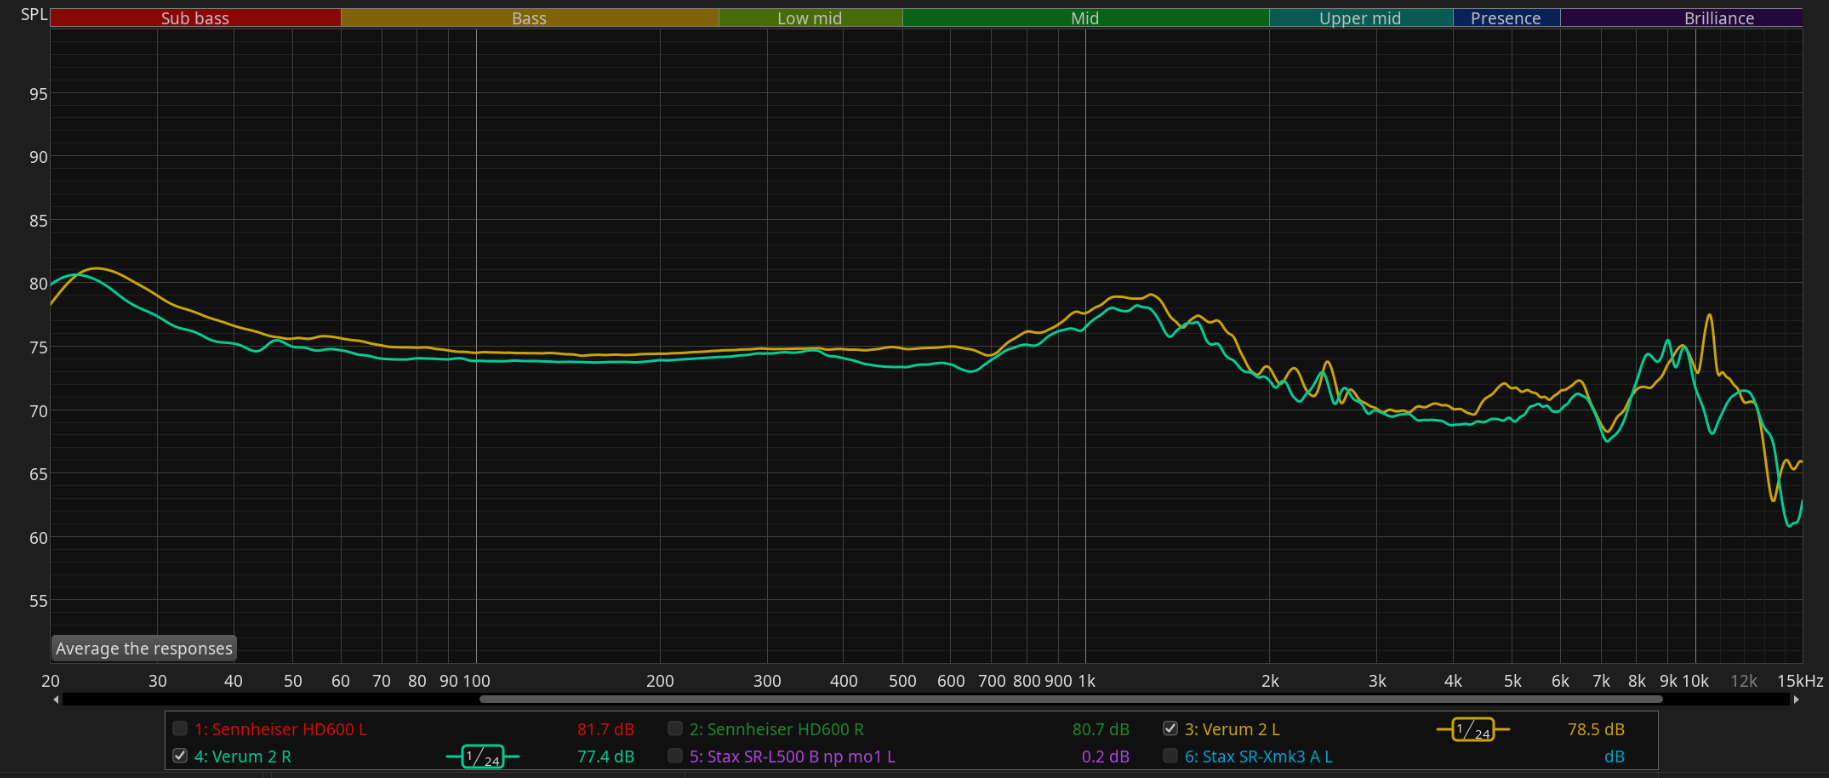 SPL Sub bass Bass Low mid Mid Upper mid Presence Brilliance
95
90
85
80
75
70
65
60
55
Average the responses
20 30 40 50 60 70 80 90 100 200 300 400 500 600 700 800 900 1k 2k 3k 4k 5k 6k 7k 8k 9k 10k 12k 15kHz
1: Sennheiser HD600 L 81.7 dB 2: Sennheiser HD600 R 80.7 dB 3: Verum 2 L 1/24 78.5 dB
4: Verum 2 R 1/24 77.4 dB 5: Stax SR-L500 B np mo1 L 0.2 dB 6: Stax SR-Xmk3 A L dB